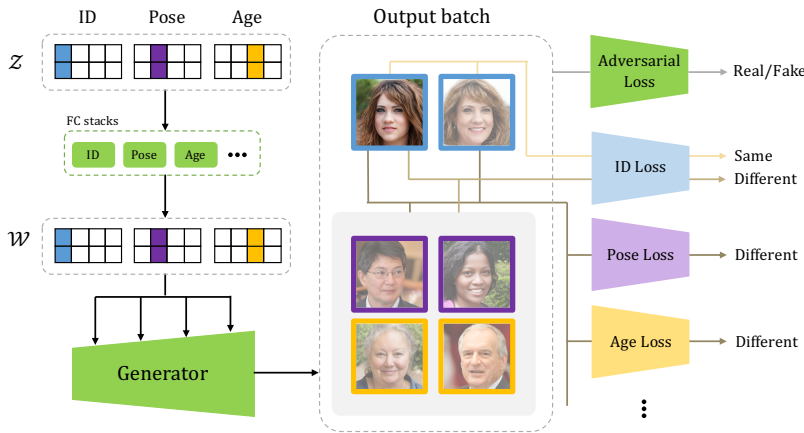 ID Pose Age
Output batch
𝒵
FC stacks
ID Pose Age •••
𝒲
Generator
Adversarial
Loss
Real/Fake
ID Loss
Same
Different
Pose Loss
Different
Age Loss
Different